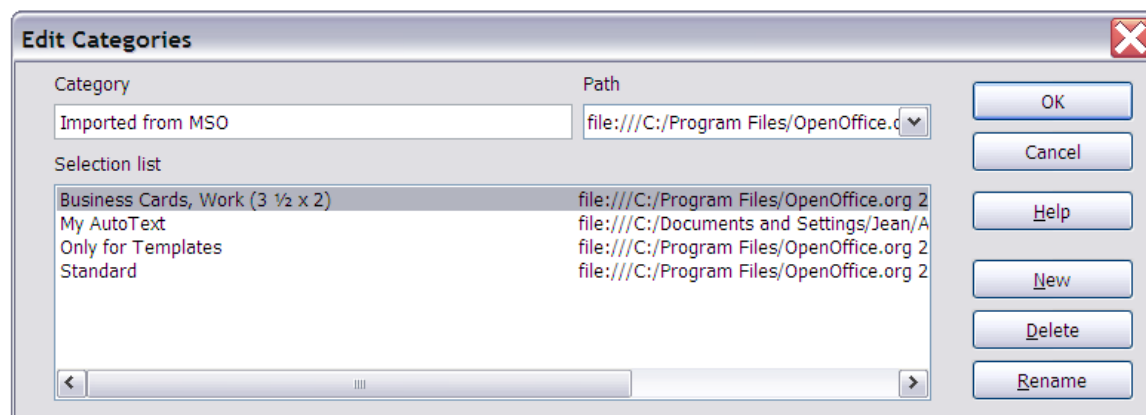 Edit Categories
Category Path
Imported from MSO file:///C:/Program Files/OpenOffice.
Selection list
Business Cards, Work (3 ½ x 2) file:///C:/Program Files/OpenOffice.org 2
My AutoText file:///C:/Documents and Settings/Jean/A
Only for Templates file:///C:/Program Files/OpenOffice.org 2
Standard file:///C:/Program Files/OpenOffice.org 2
OK
Cancel
Help
New
Delete
Rename